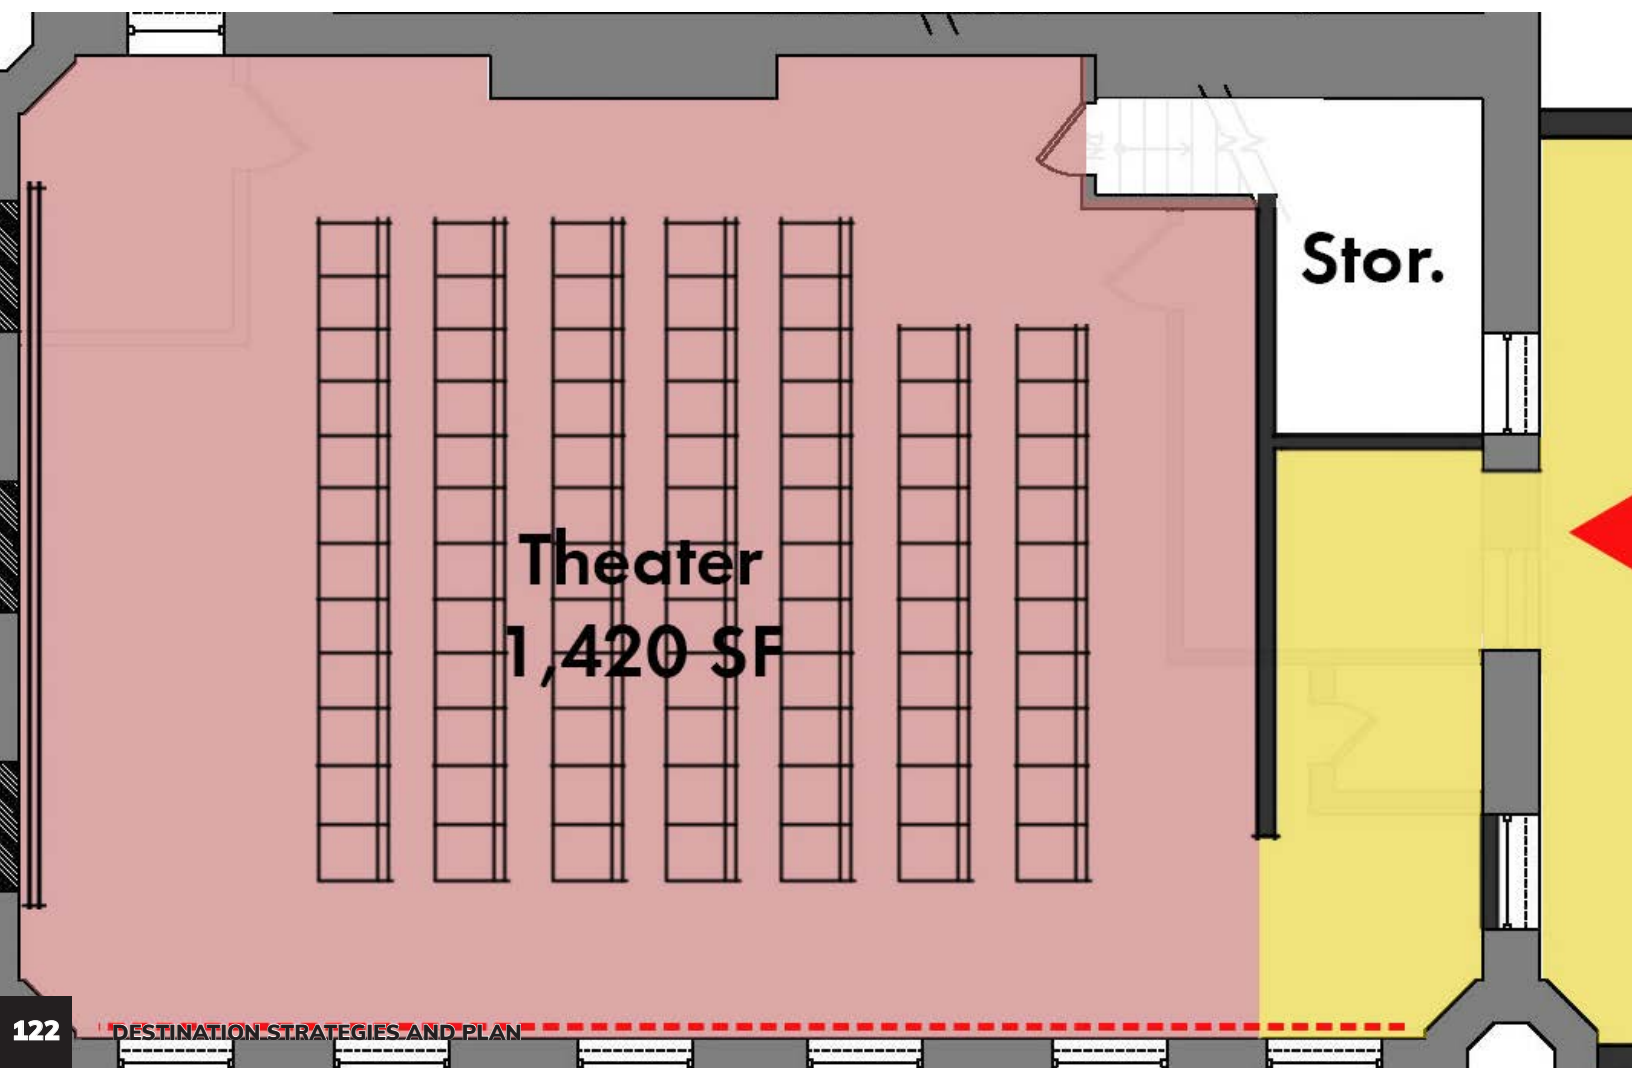 Stor.
Theater
1,420 SF
122 DESTINATION STRATEGIES AND PLAN